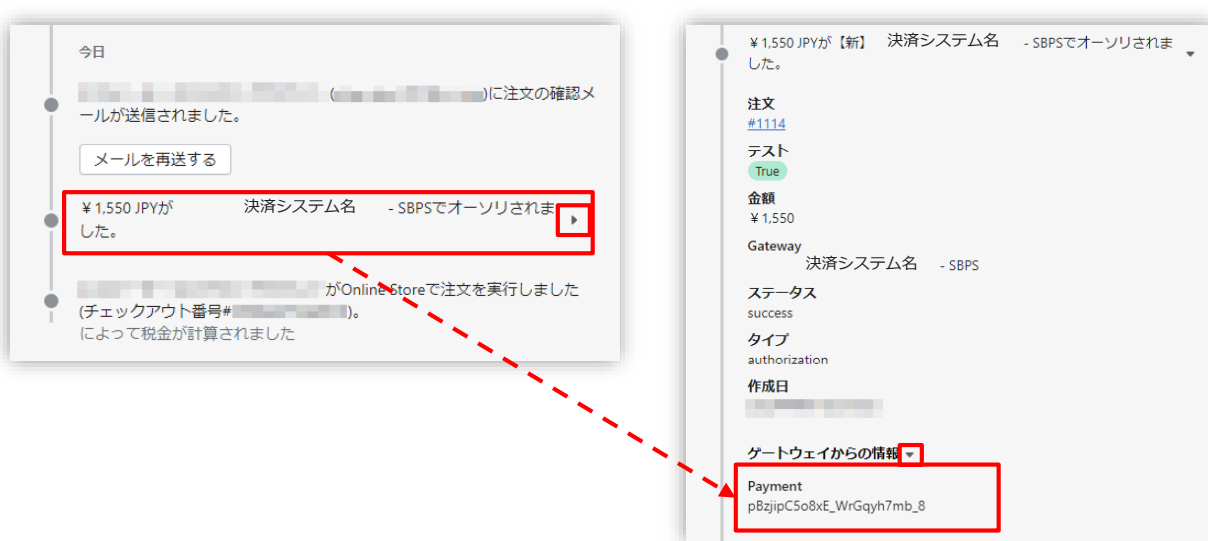 今日
(
)に注文の確認メ
ールが送信されました。
メールを再送する
¥1,550 JPYが 決済システム名 - SBPSでオーソリされま
した。
がOnline Storeで注文を実行しました
(チェックアウト番号# )。
によって税金が計算されました
¥1,550 JPYが【新】 決済システム名 - SBPSでオーソリされま
した。
注文
#1114
テスト
True
金額
¥1,550
Gateway
決済システム名 - SBPS
ステータス
success
タイプ
authorization
作成日
ゲートウェイからの情報
Payment
pBzjipC5o8xE_WrGqyh7mb_8